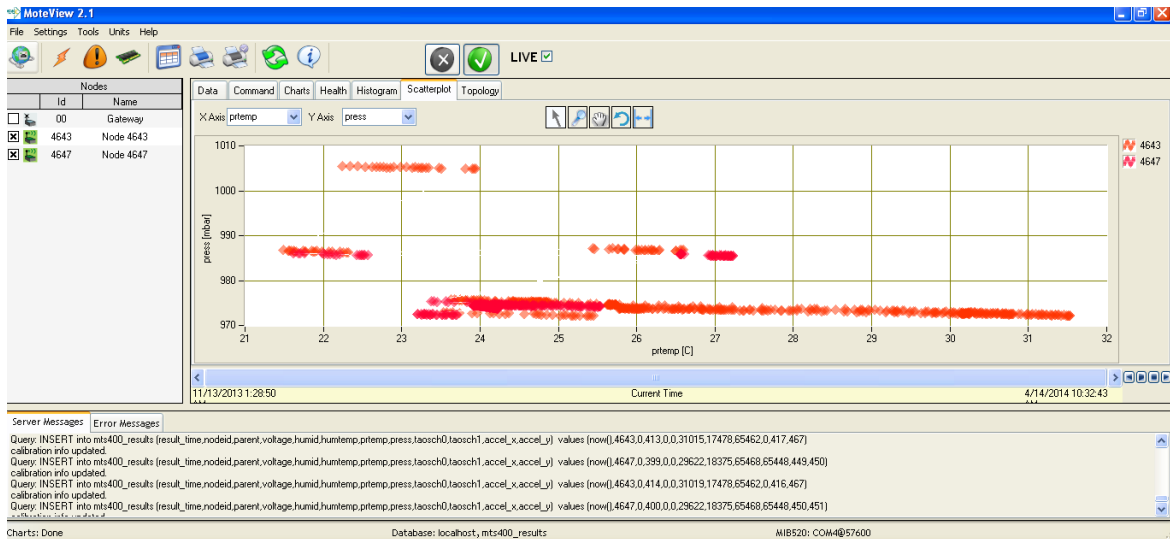 MoteView 2.1
File Settings Tools Units Help
LIVE
Nodes
Id Name
00 Gateway
4643 Node 4643
4647 Node 4647
Data Command Charts Health Histogram Scatterplot Topology
X Axis prtemp Y Axis press
1010
1000
990
980
970
press [mbar]
21 22 23 24 25 26 27 28 29 30 31 32
prtemp [C]
4643
4647
11/13/2013 1:28:50 Current Time 4/14/2014 10:32:43
Server Messages Error Messages
Query: INSERT into mts400_results (result_time,nodeid,parent,voltage,humid,humtemp,prtemp,press,taosch0,taosch1,accel_x,accel_y) values (now(),4643,0,413,0,0,31015,17478,65462,0,417,467)
calibration info updated.
Query: INSERT into mts400_results (result_time,nodeid,parent,voltage,humid,humtemp,prtemp,press,taosch0,taosch1,accel_x,accel_y) values (now(),4647,0,399,0,0,29622,18375,65468,65448,449,450)
calibration info updated.
Query: INSERT into mts400_results (result_time,nodeid,parent,voltage,humid,humtemp,prtemp,press,taosch0,taosch1,accel_x,accel_y) values (now(),4643,0,414,0,0,31019,17478,65462,0,416,467)
calibration info updated.
Query: INSERT into mts400_results (result_time,nodeid,parent,voltage,humid,humtemp,prtemp,press,taosch0,taosch1,accel_x,accel_y) values (now(),4647,0,400,0,0,29622,18375,65468,65448,450,451)
Charts: Done Database: localhost, mts400_results MIB520: COM4@57600